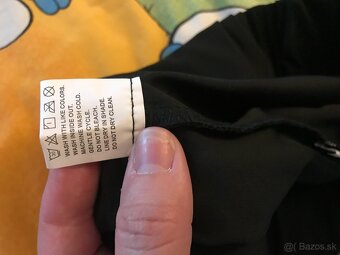 WASH WITH LIKE COLORS.
WASH INSIDE OUT.
MACHINE WASH COLD.
GENTLE CYCLE.
DO NOT BLEACH.
LINE DRY IN SHADE.
DO NOT DRY CLEAN.
Bazos.sk